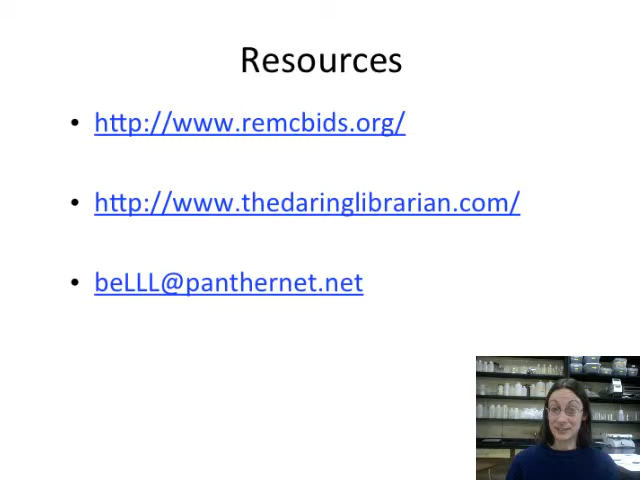 Resources
• http://www.remcbids.org/
• http://www.thedaringlibrarian.com/
• beLLL@panthernet.net